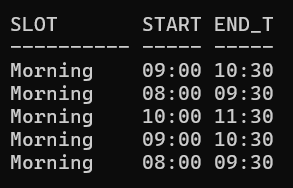 SLOT       START END_T
---------- ----- -----
Morning    09:00 10:30
Morning    08:00 09:30
Morning    10:00 11:30
Morning    09:00 10:30
Morning    08:00 09:30